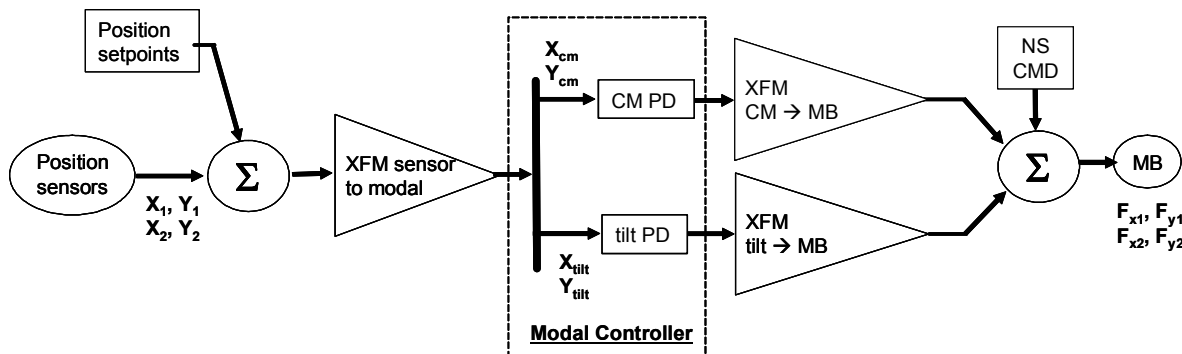 Position
setpoints
Position
sensors
X1, Y1
X2, Y2
Σ
XFM sensor
to modal
Xcm
Ycm
CM PD
tilt PD
Xtilt
Ytilt
Modal Controller
XFM
CM → MB
XFM
tilt → MB
NS
CMD
Σ
MB
Fx1, Fy1
Fx2, Fy2